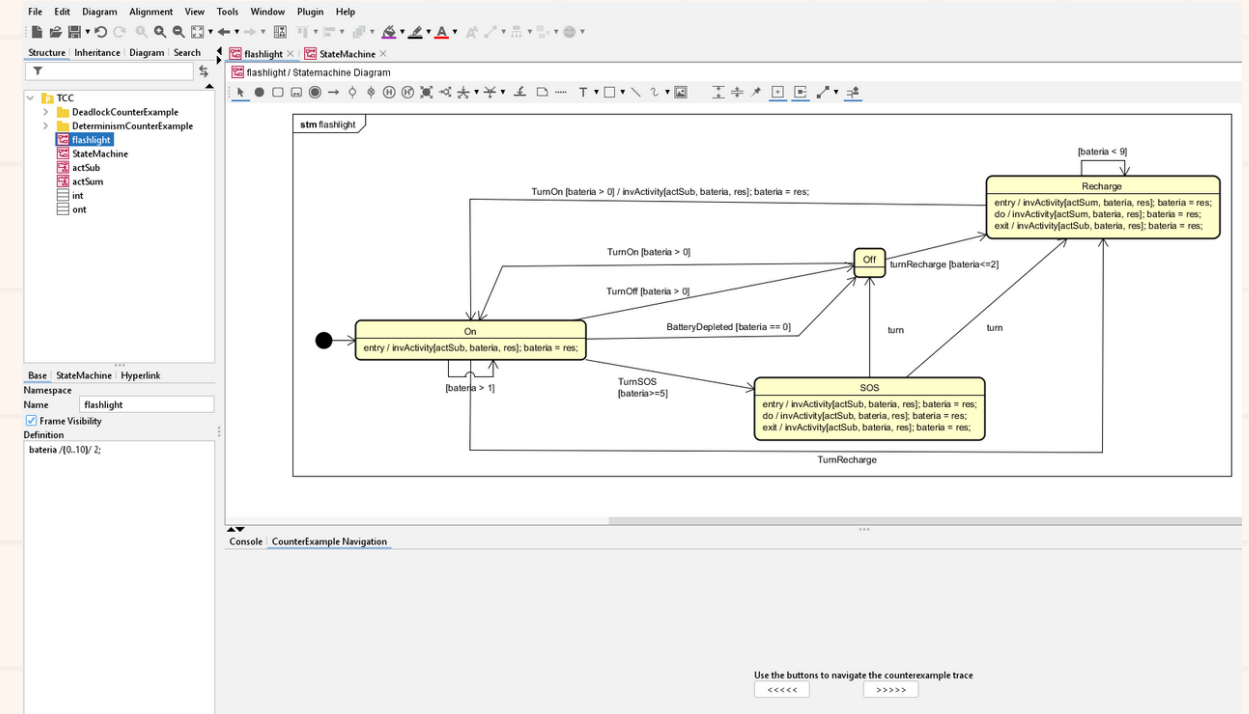 File Edit Diagram Alignment View Tools Window Plugin Help
Structure Inheritance Diagram Search
flashlight
StateMachine
flashlight / Statemachine Diagram
TCC
DeadlockCounterExample
DeterminismCounterExample
flashlight
StateMachine
actSub
actSum
int
ont
stm flashlight
[bateria < 9]
Recharge
entry / invActivity[actSum, bateria, res]; bateria = res;
do / invActivity[actSum, bateria, res]; bateria = res;
exit / invActivity[actSub, bateria, res]; bateria = res;
TurnOn [bateria > 0] / invActivity[actSub, bateria, res]; bateria = res;
TurnOn [bateria > 0]
Off
turnRecharge [bateria<=2]
TurnOff [bateria > 0]
BatteryDepleted [bateria == 0]
turn
turn
On
entry / invActivity[actSub, bateria, res]; bateria = res;
[bateria > 1]
TurnSOS
[bateria>=5]
SOS
entry / invActivity[actSub, bateria, res]; bateria = res;
do / invActivity[actSub, bateria, res]; bateria = res;
exit / invActivity[actSub, bateria, res]; bateria = res;
TurnRecharge
Base StateMachine Hyperlink
Namespace
Name flashlight
Frame Visibility
Definition
bateria /{0..10}/ 2;
Console CounterExample Navigation
Use the buttons to navigate the counterexample trace
<<<<< >>>>>